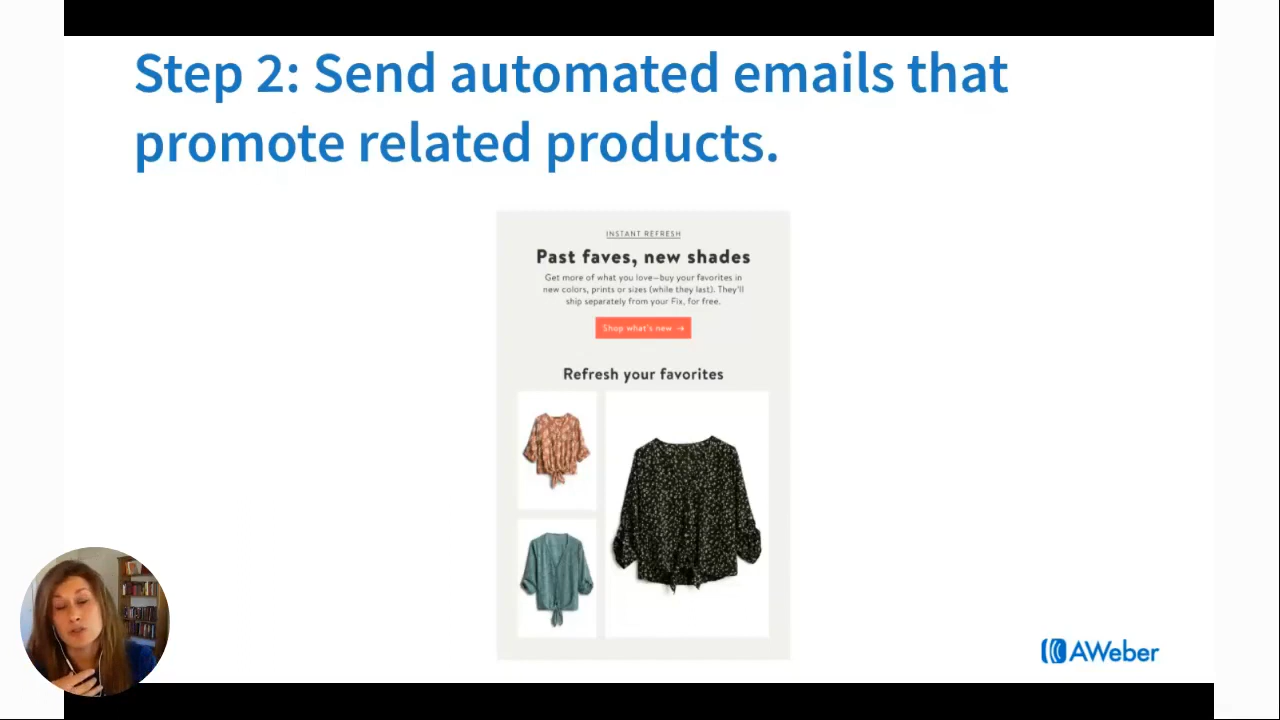 Step 2: Send automated emails that
promote related products.
INSTANT REFRESH
Past faves, new shades
Get more of what you love—buy your favorites in
new colors, prints or sizes (while they last). They'll
ship separately from your Fix, for free.
Shop what's new →
Refresh your favorites
AWeber